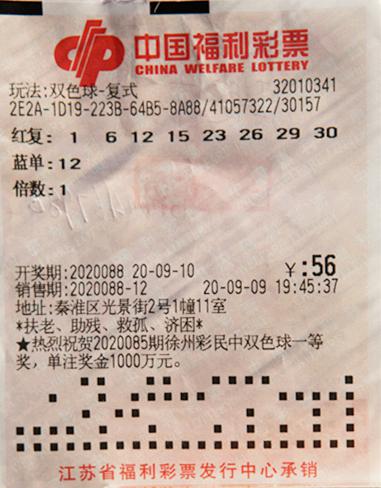 中国福利彩票
CHINA WELFARE LOTTERY
玩法:双色球-复式 32010341
2E2A-1D19-223B-64B5-8A88/41057322/30157
红复: 1 6 12 15 23 26 29 30
蓝单:12
倍数:1
开奖期:2020088 20-09-10 ¥:56
销售期:2020088-12 20-09-09 19:45:37
地址:秦淮区光景街2号1幢11室
*扶老、助残、救孤、济困*
★热烈祝贺2020085期徐州彩民中双色球一等
奖，单注奖金1000万元。
江苏省福利彩票发行中心承销